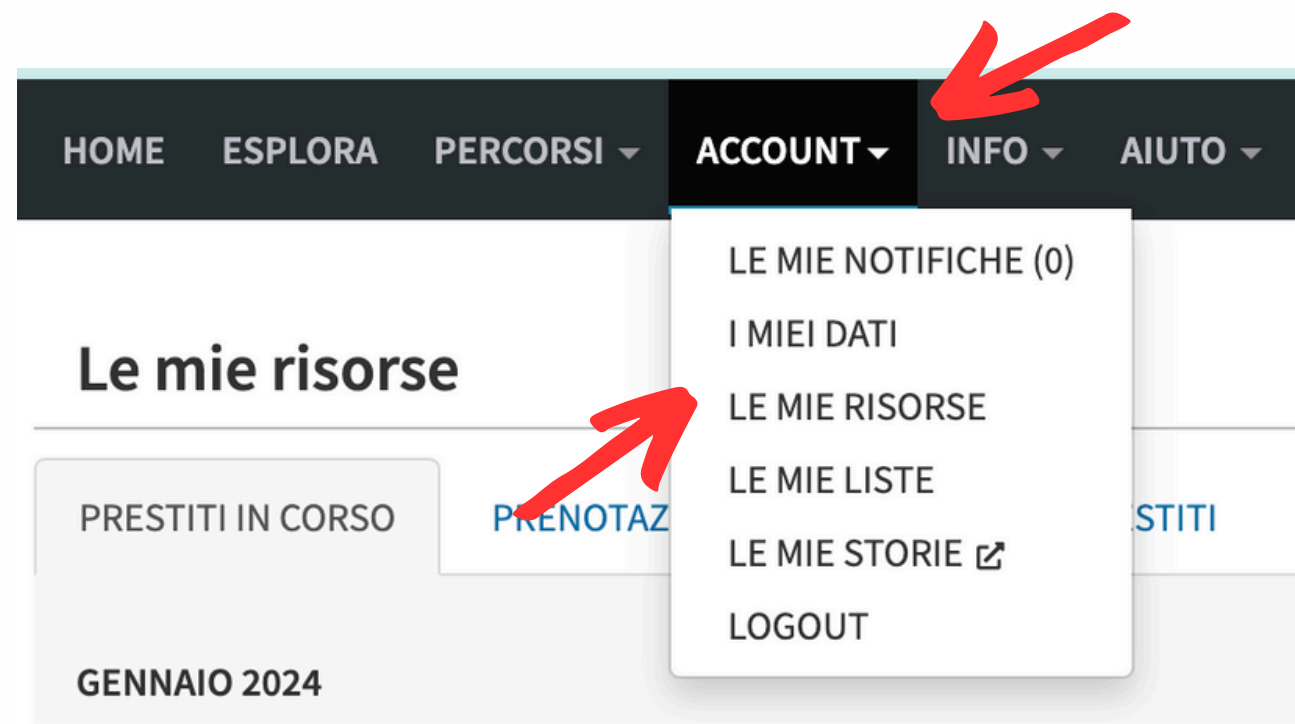 HOME ESPLORA PERCORSI ACCOUNT INFO AIUTO
LE MIE NOTIFICHE (0)
I MIEI DATI
LE MIE RISORSE
LE MIE LISTE
LE MIE STORIE
LOGOUT
Le mie risorse
PRESTITI IN CORSO
GENNAIO 2024